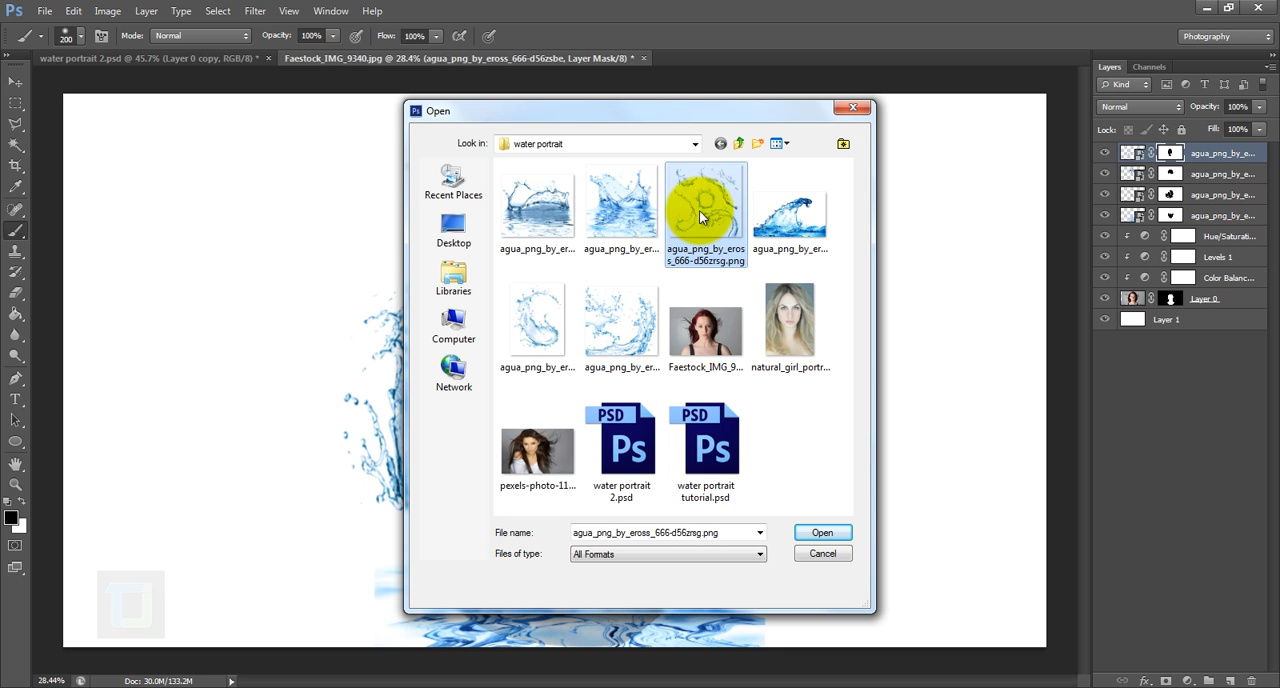 Ps File Edit Image Layer Type Select Filter View Window Help
200 Mode: Normal Opacity: 100% Flow: 100% Photography
water portrait 2.psd @ 45.7% (Layer 0 copy, RGB/8) * × Faestock_IMG_9340.jpg @ 28.4% (agua_png_by_eross_666-d56zsbe, Layer Mask/8) * ×
Layers Channels
Kind
Normal Opacity: 100%
Lock: Fill: 100%
agua_png_by_e...
agua_png_by_e...
agua_png_by_e...
agua_png_by_e...
Hue/Saturati...
Levels 1
Color Balanc...
Layer 0
Layer 1
Ps Open
Look in: water portrait
Recent Places
Desktop
Libraries
Computer
Network
agua_png_by_er... agua_png_by_er... agua_png_by_eros agua_png_by_er...
s_666-d56zrsg.png
agua_png_by_er... agua_png_by_er... Faestock_IMG_9... natural_girl_portr...
PSD PSD
Ps Ps
pexels-photo-11... water portrait water portrait
2.psd tutorial.psd
File name: agua_png_by_eross_666-d56zrsg.png Open
Files of type: All Formats Cancel
28.44% Doc: 30.0M/133.2M